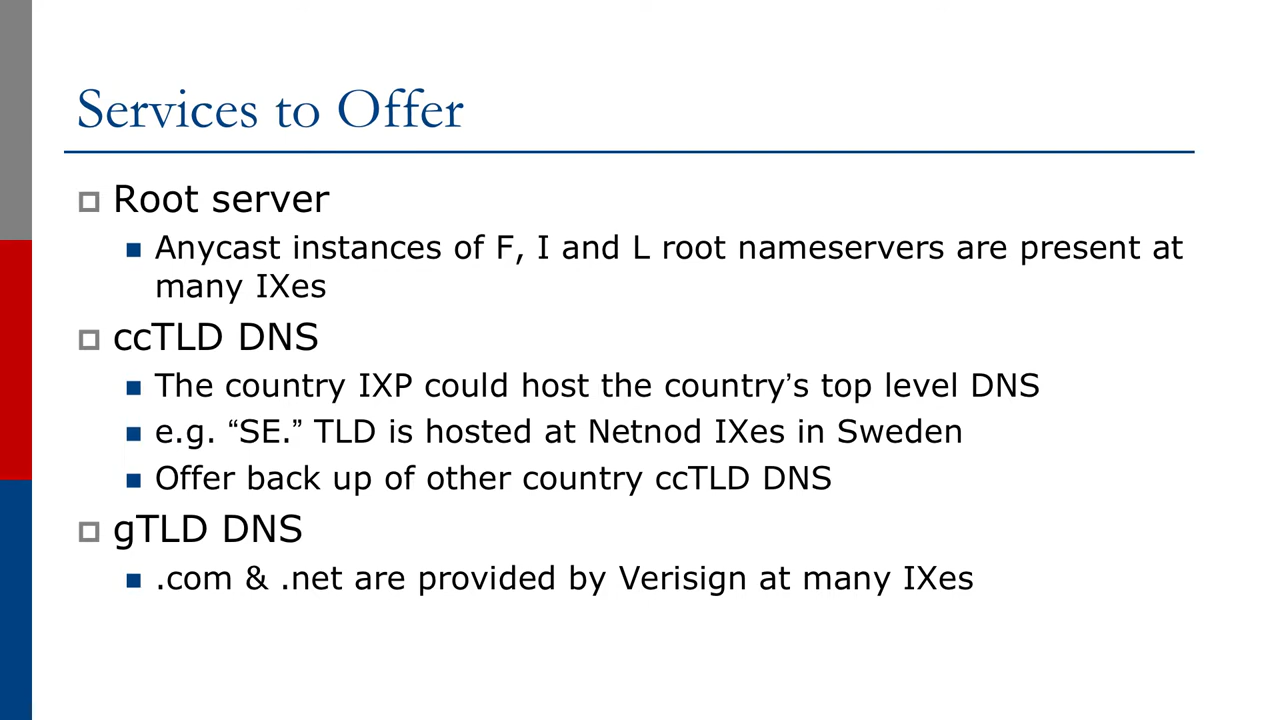 Services to Offer
Root server
Anycast instances of F, I and L root nameservers are present at
many IXes
ccTLD DNS
The country IXP could host the country’s top level DNS
e.g. “SE.” TLD is hosted at Netnod IXes in Sweden
Offer back up of other country ccTLD DNS
gTLD DNS
.com & .net are provided by Verisign at many IXes